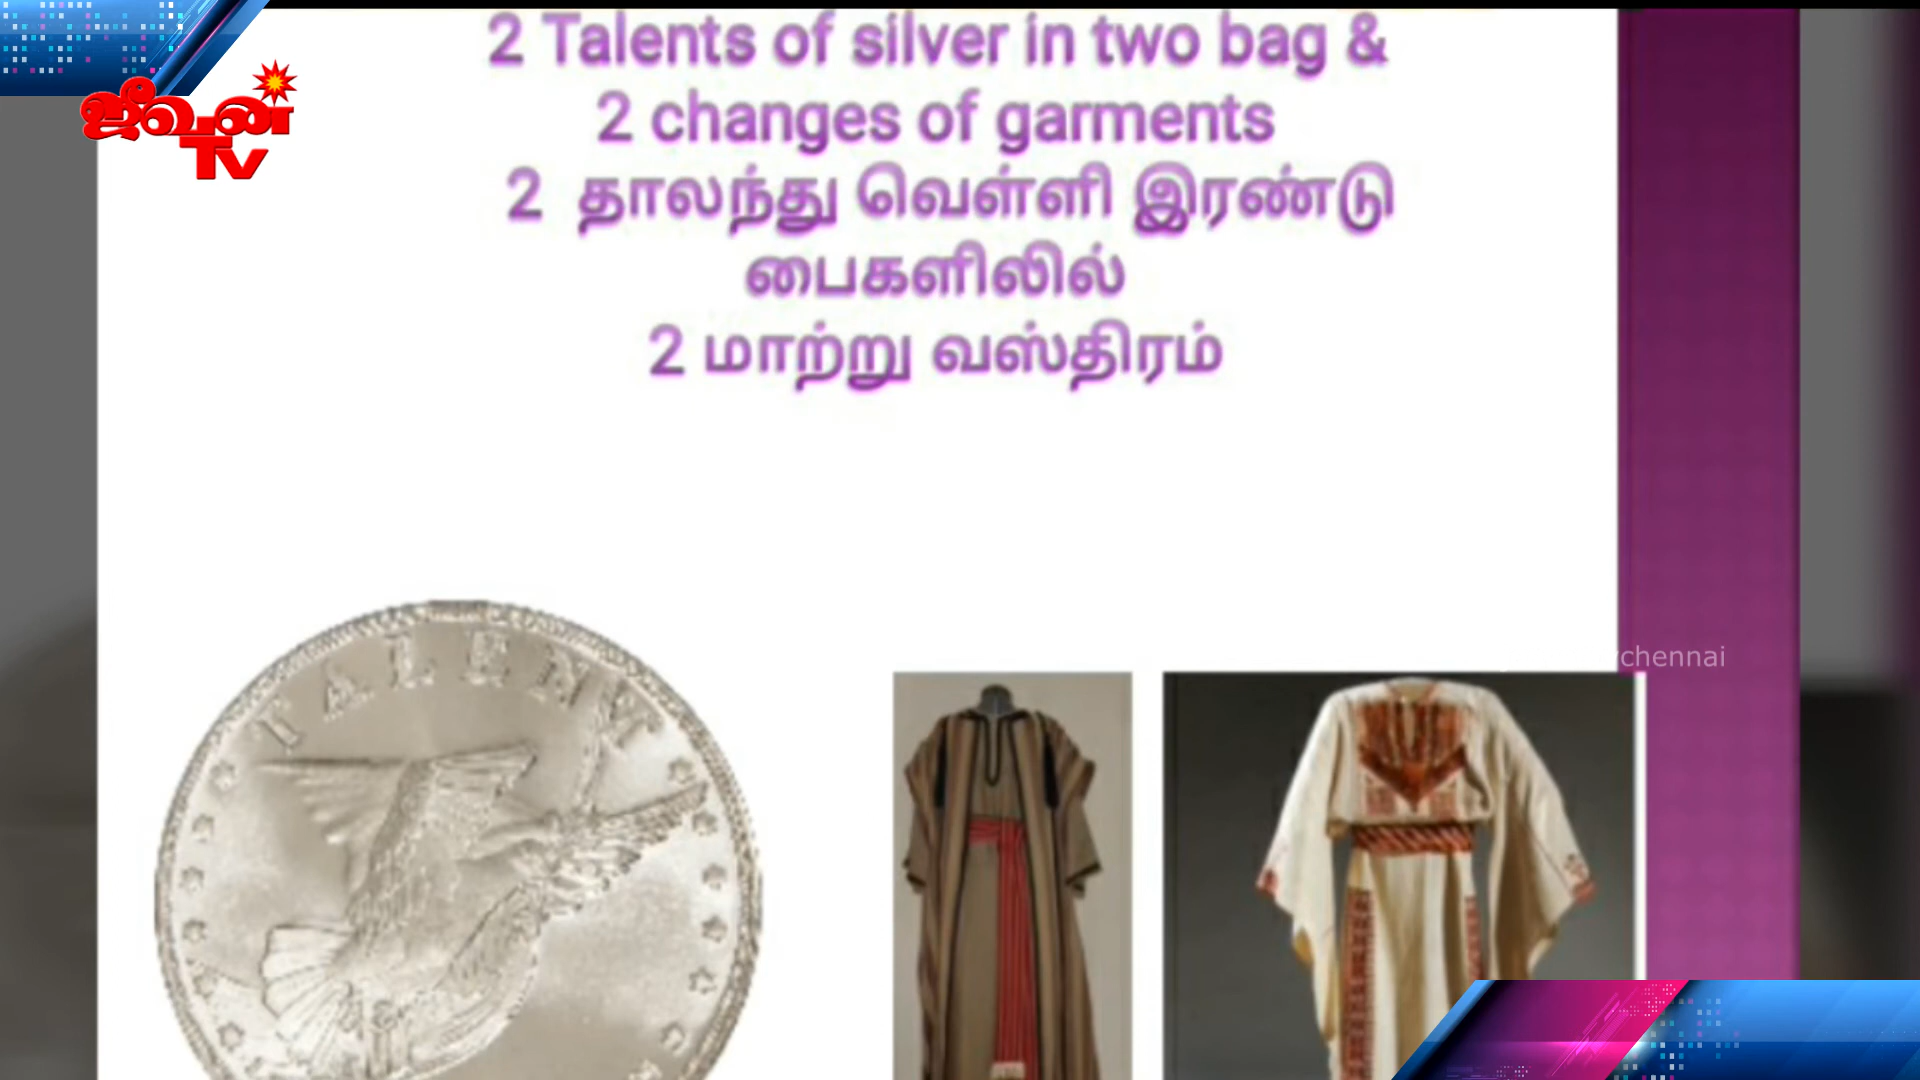 2 Talents of silver in two bag &
2 changes of garments
2 தாலந்து வெள்ளி இரண்டு
பைகளிலில்
2 மாற்று வஸ்திரம்
ஜீவன்
TV
TALENT
chennai